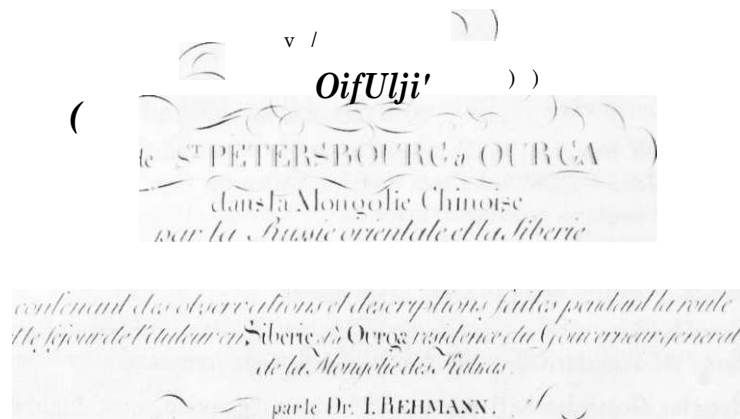 v /
OifUlji' ) )
(
de ST PETERSBOURG a OURGA
dans la Mongolie Chinoise
par la Russie orientale et la Siberie
contenant des observations et descriptions faites pendant la route
et le sejour de l'auteur en Siberie et à Ourga residence du Gouverneur general
de la Mongolie des Kalkas.
par le Dr. I. REHMANN.